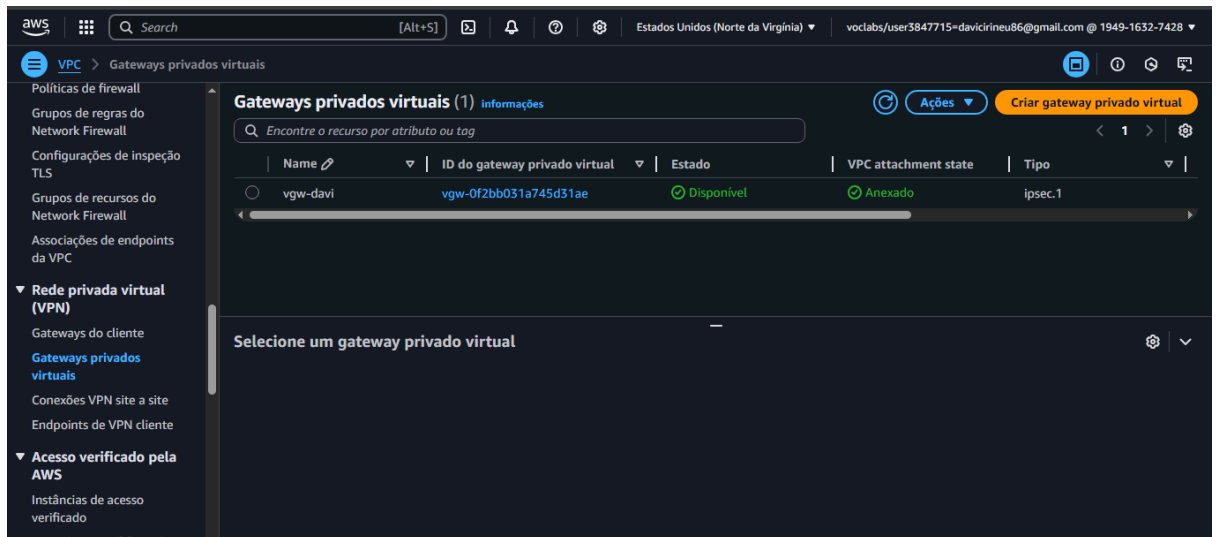 aws
Search [Alt+S] Estados Unidos (Norte da Virgínia) ▼ voclabs/user3847715=davicirineu86@gmail.com @ 1949-1632-7428 ▼
VPC > Gateways privados virtuais
Políticas de firewall
Grupos de regras do
Network Firewall
Configurações de inspeção
TLS
Grupos de recursos do
Network Firewall
Associações de endpoints
da VPC
Rede privada virtual
(VPN)
Gateways do cliente
Gateways privados
virtuais
Conexões VPN site a site
Endpoints de VPN cliente
Acesso verificado pela
AWS
Instâncias de acesso
verificado
Gateways privados virtuais (1) informações
Ações ▼ Criar gateway privado virtual
Encontre o recurso por atributo ou tag
< 1 >
Name ID do gateway privado virtual Estado VPC attachment state Tipo
vgw-davi vgw-0f2bb031a745d31ae Disponível Anexado ipsec.1
Selecione um gateway privado virtual